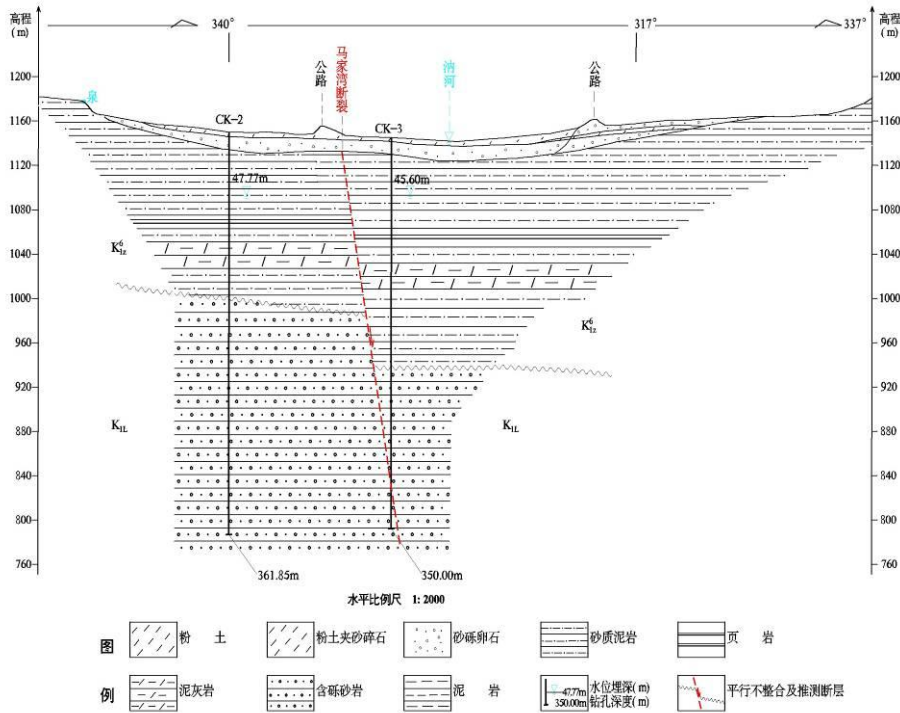 高程
(m)
340°
317°
337°
高程
(m)
1200
1160
1120
1080
1040
1000
960
920
880
840
800
760
1200
1160
1120
1080
1040
1000
960
920
880
840
800
760
泉
公路
马家湾断裂
公路
CK-2
CK-3
47.77m
45.60m
K⁶₁z
K⁶₁z
K₁L
K₁L
361.85m
350.00m
水平比例尺 1: 2000
图
例
粉 土
粉土夹砂碎石
砂砾卵石
砂质泥岩
页 岩
泥灰岩
含砾砂岩
泥 岩
47.77m
350.00m
水位埋深(m)
钻孔深度(m)
平行不整合及推测断层